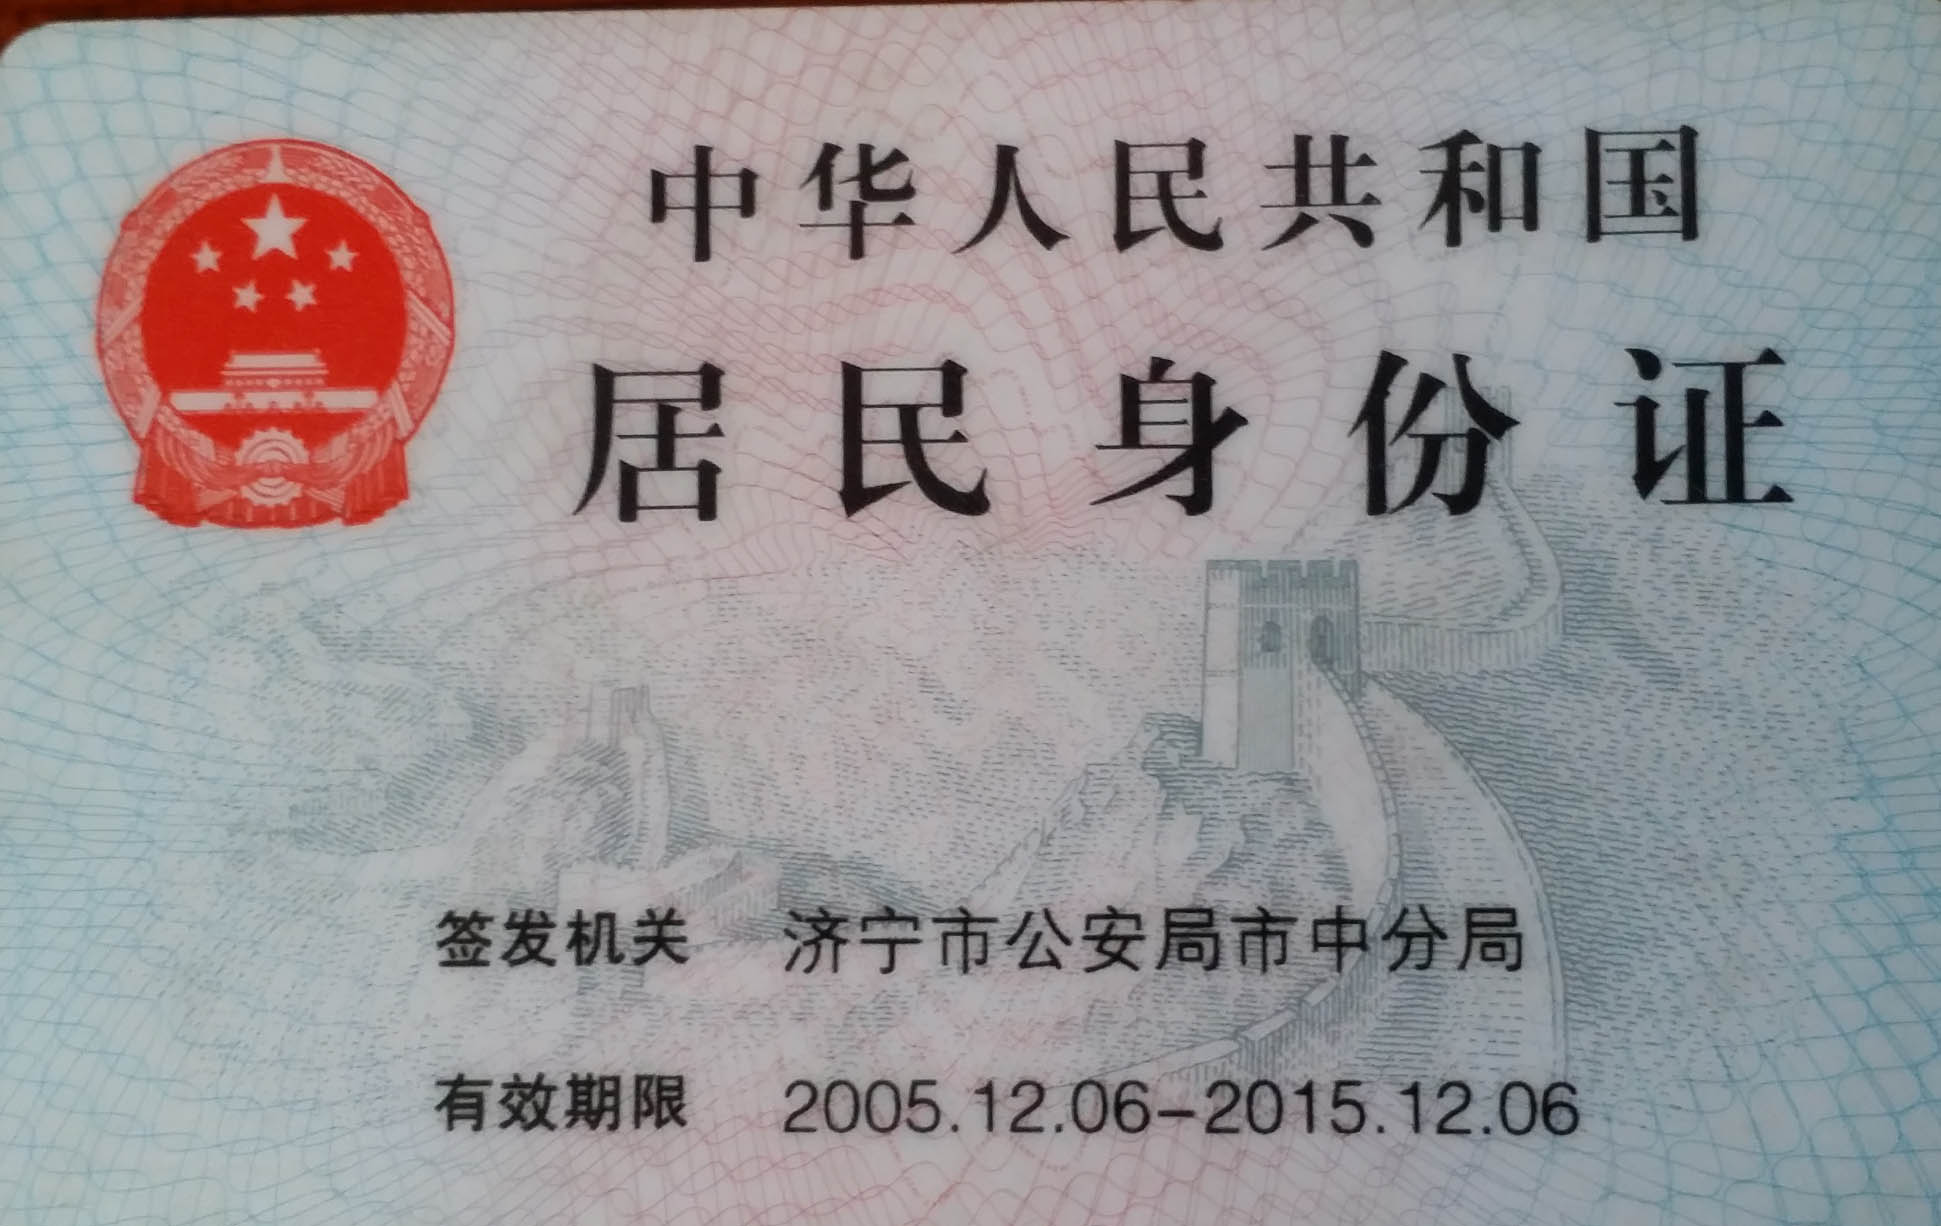 中华人民共和国
居民身份证
签发机关 济宁市公安局市中分局
有效期限 2005.12.06-2015.12.06